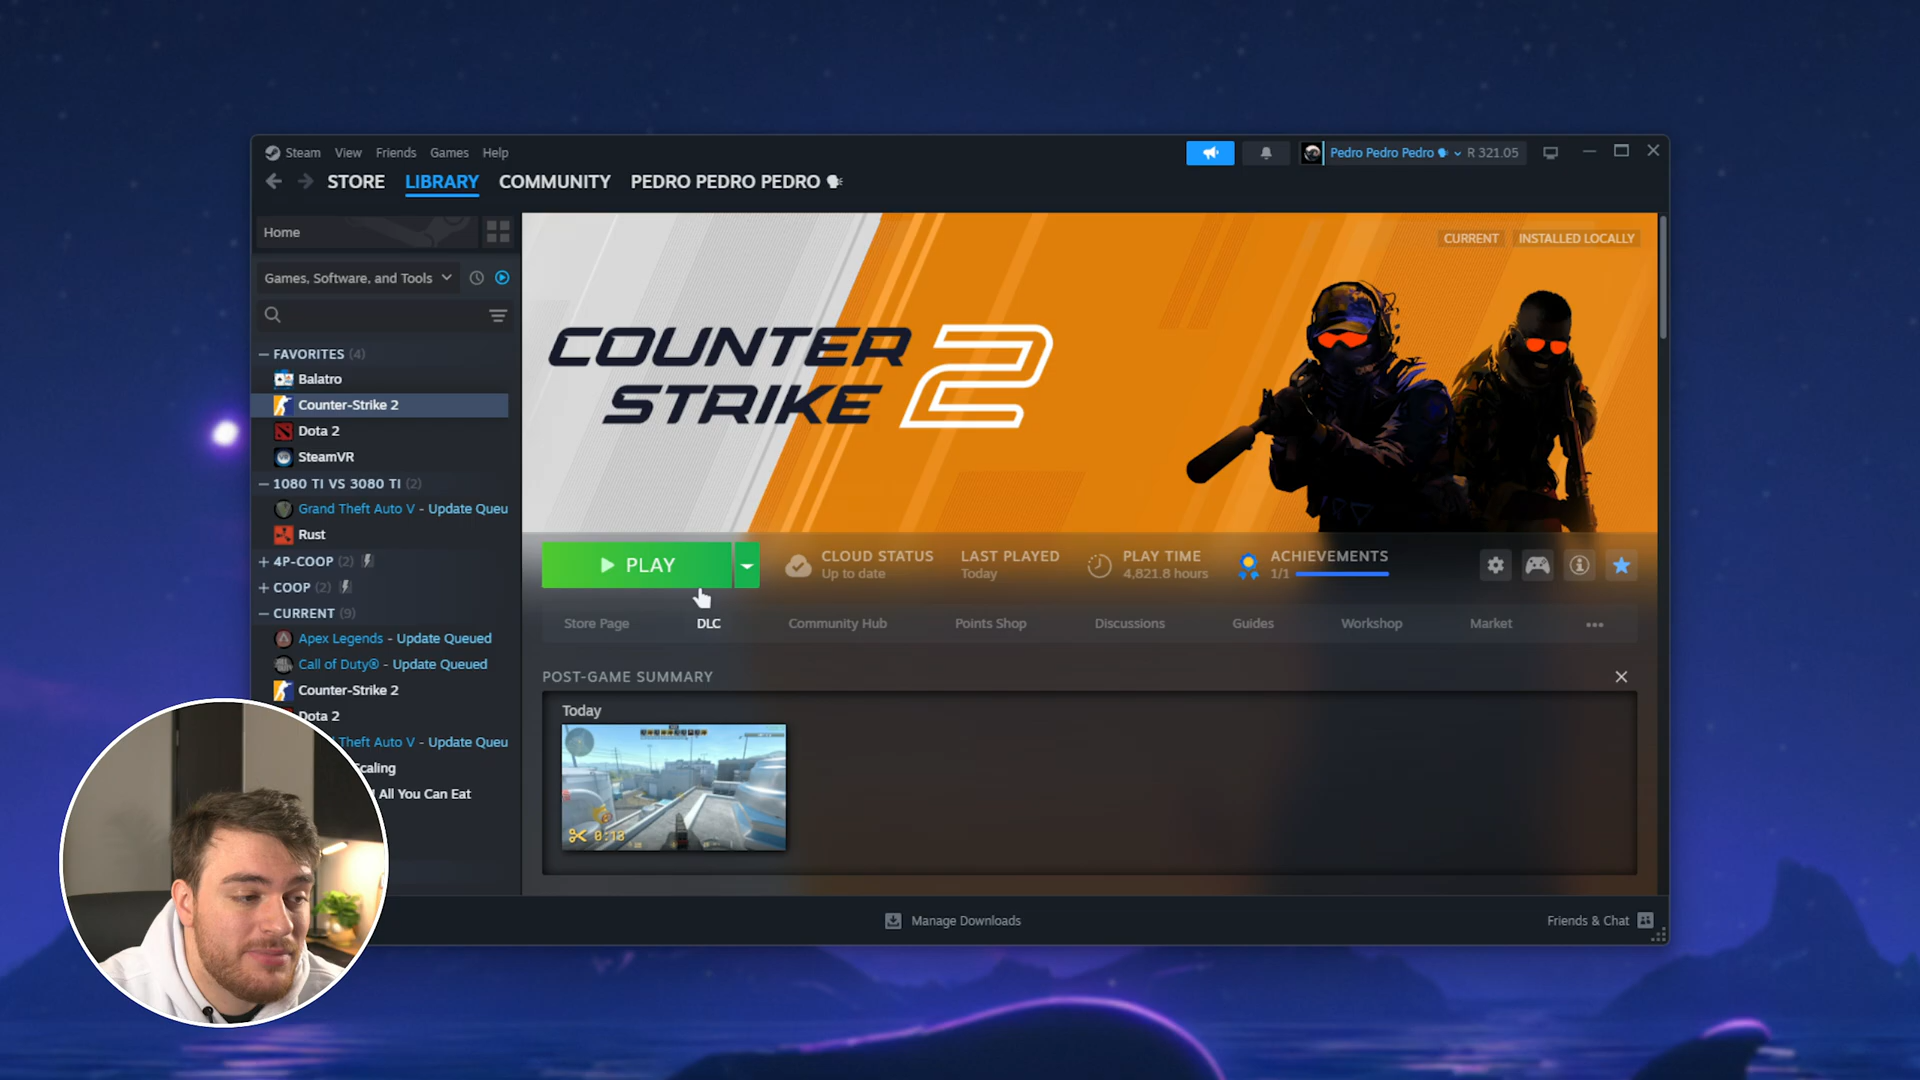 Steam View Friends Games Help
Pedro Pedro Pedro R 321.05
STORE LIBRARY COMMUNITY PEDRO PEDRO PEDRO
Home
CURRENT INSTALLED LOCALLY
Games, Software, and Tools
FAVORITES (4)
Balatro
Counter-Strike 2
Dota 2
SteamVR
1080 TI VS 3080 TI (2)
Grand Theft Auto V - Update Queu
Rust
4P-COOP (2)
COOP (2)
CURRENT (9)
Apex Legends - Update Queued
Call of Duty® - Update Queued
Counter-Strike 2
Dota 2
Theft Auto V - Update Queu
Scaling
All You Can Eat
COUNTER
STRIKE 2
PLAY
CLOUD STATUS
Up to date
LAST PLAYED
Today
PLAY TIME
4,821.8 hours
ACHIEVEMENTS
1/1
Store Page DLC Community Hub Points Shop Discussions Guides Workshop Market
POST-GAME SUMMARY
Today
0:13
Manage Downloads
Friends & Chat